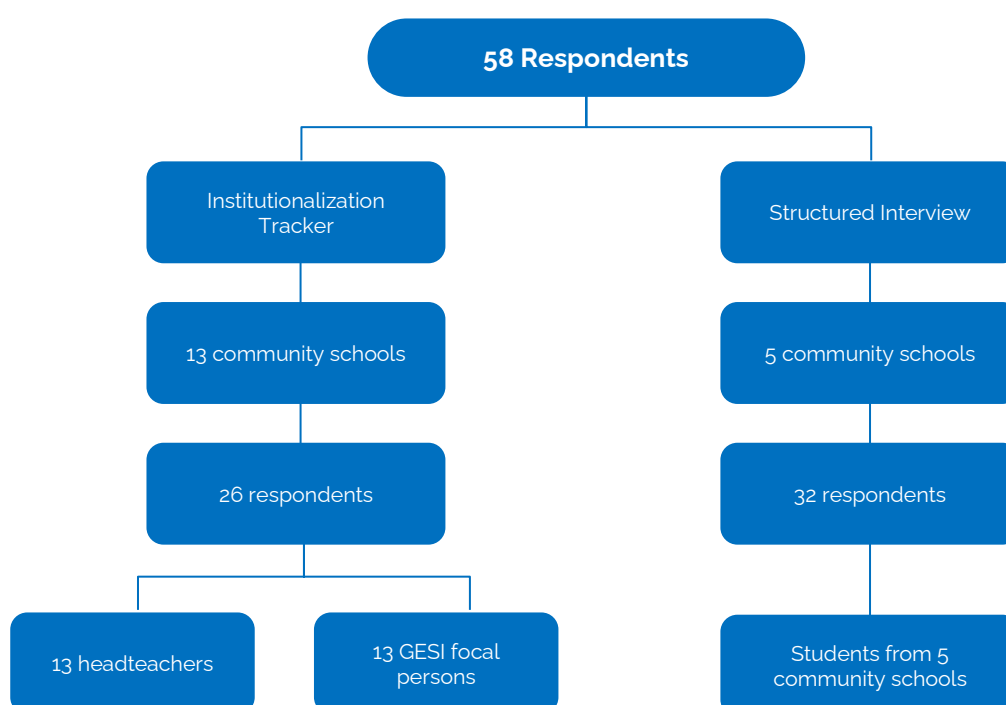 58 Respondents
Institutionalization
Tracker
Structured Interview
13 community schools
5 community schools
26 respondents
32 respondents
13 headteachers
13 GESI focal
persons
Students from 5
community schools